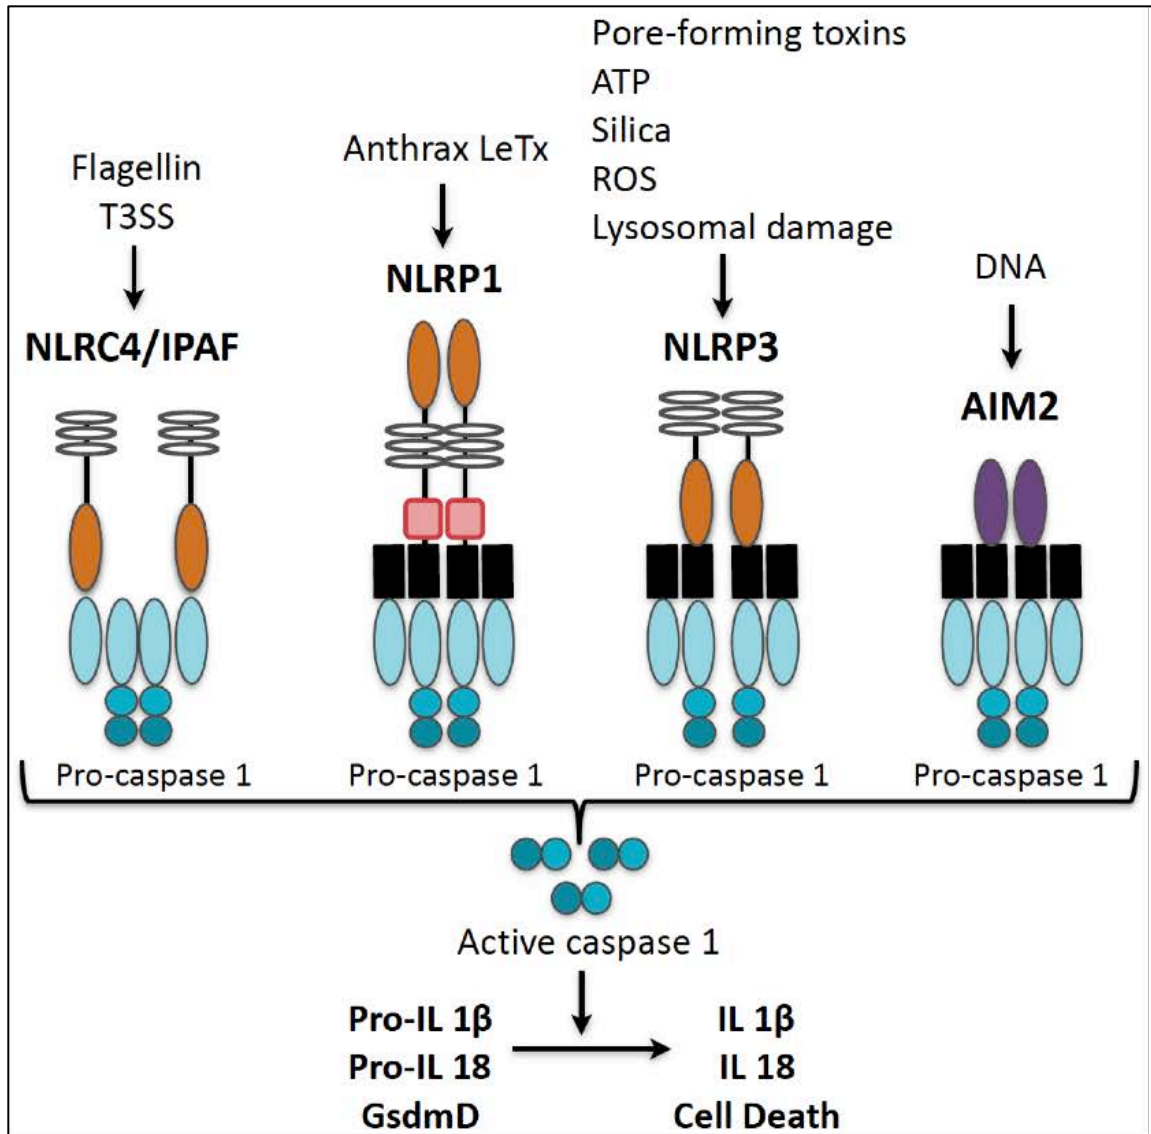 Flagellin
T3SS
NLRC4/IPAF
Anthrax LeTx
NLRP1
Pore-forming toxins
ATP
Silica
ROS
Lysosomal damage
NLRP3
DNA
AIM2
Pro-caspase 1
Pro-caspase 1
Pro-caspase 1
Pro-caspase 1
Active caspase 1
Pro-IL 1β
IL 1β
Pro-IL 18
IL 18
GsdmD
Cell Death